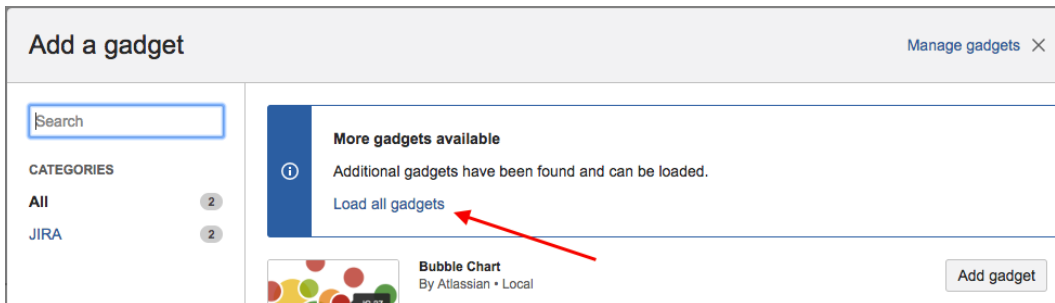 Add a gadget
Manage gadgets
Search
CATEGORIES
All 2
JIRA 2
More gadgets available
Additional gadgets have been found and can be loaded.
Load all gadgets
Bubble Chart
By Atlassian • Local
Add gadget